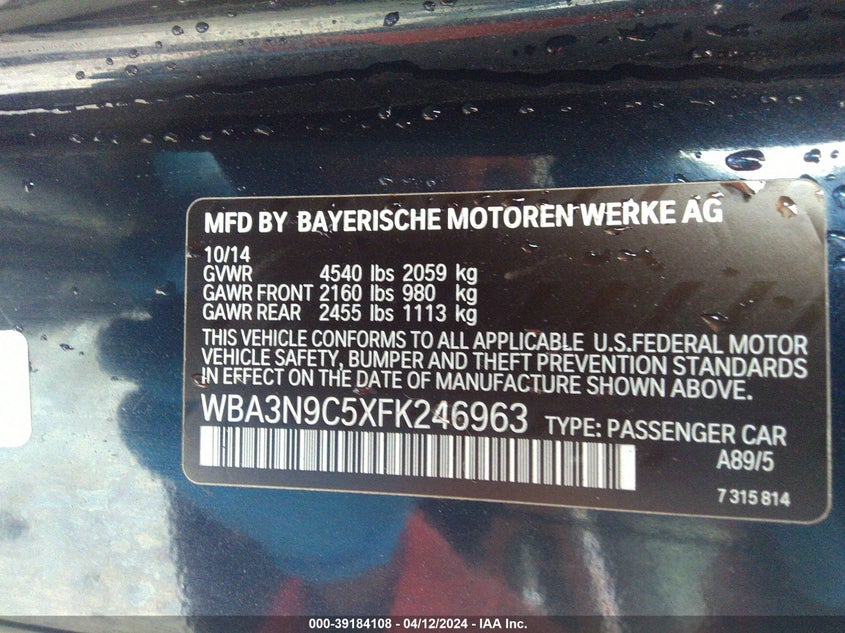 MFD BY BAYERISCHE MOTOREN WERKE AG
10/14
GVWR 4540 lbs 2059 kg
GAWR FRONT 2160 lbs 980 kg
GAWR REAR 2455 lbs 1113 kg
THIS VEHICLE CONFORMS TO ALL APPLICABLE U.S.FEDERAL MOTOR
VEHICLE SAFETY, BUMPER AND THEFT PREVENTION STANDARDS
IN EFFECT ON THE DATE OF MANUFACTURE SHOWN ABOVE.
WBA3N9C5XFK246963 TYPE: PASSENGER CAR
A89/5
7 315 814
000-39184108 - 04/12/2024 - IAA Inc.